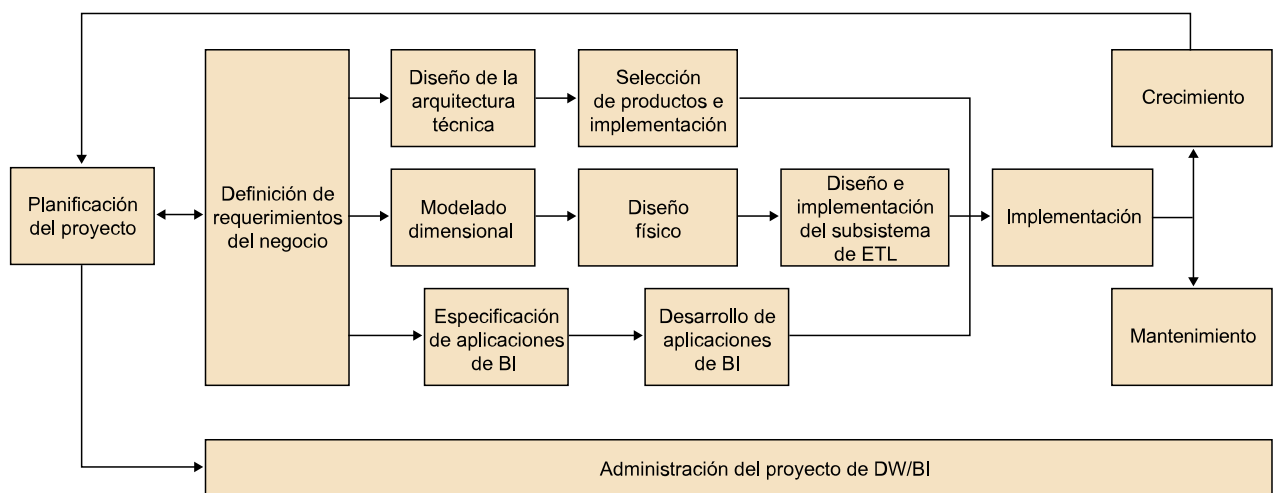 Planificación
del proyecto
Definición de
requerimientos
del negocio
Diseño de la
arquitectura
técnica
Selección
de productos e
implementación
Modelado
dimensional
Diseño
físico
Diseño e
implementación
del subsistema
de ETL
Especificación
de aplicaciones
de BI
Desarrollo de
aplicaciones
de BI
Implementación
Crecimiento
Mantenimiento
Administración del proyecto de DW/BI